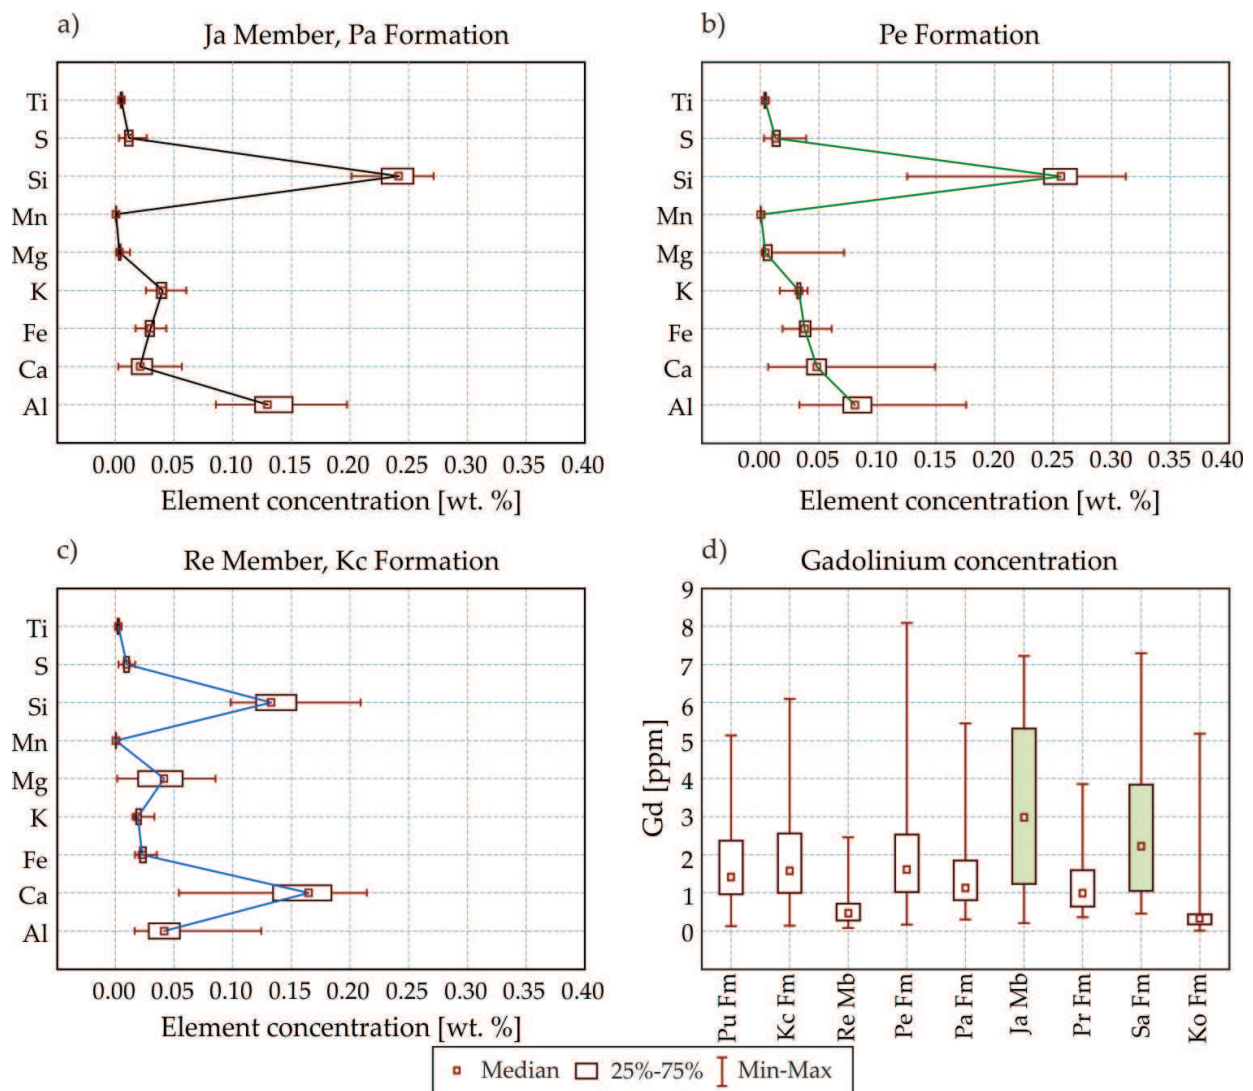 a)
Ja Member, Pa Formation
Ti
S
Si
Mn
Mg
K
Fe
Ca
Al
0.00 0.05 0.10 0.15 0.20 0.25 0.30 0.35 0.40
Element concentration [wt. %]
b)
Pe Formation
Ti
S
Si
Mn
Mg
K
Fe
Ca
Al
0.00 0.05 0.10 0.15 0.20 0.25 0.30 0.35 0.40
Element concentration [wt. %]
c)
Re Member, Kc Formation
Ti
S
Si
Mn
Mg
K
Fe
Ca
Al
0.00 0.05 0.10 0.15 0.20 0.25 0.30 0.35 0.40
Element concentration [wt. %]
d)
Gadolinium concentration
Gd [ppm]
9
8
7
6
5
4
3
2
1
0
Pu Fm
Kc Fm
Re Mb
Pe Fm
Pa Fm
Ja Mb
Pr Fm
Sa Fm
Ko Fm
Median 25%-75% Min-Max